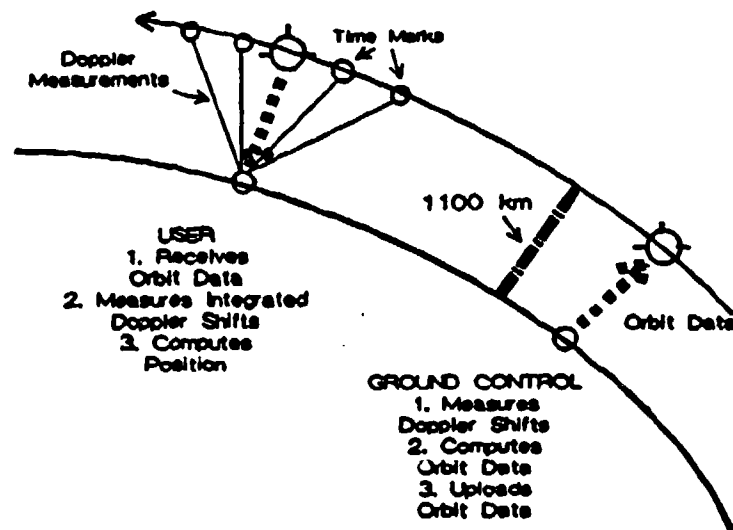 Time Marks
Doppler
Measurements
1100 km
USER
1. Receives
Orbit Data
2. Measures Integrated
Doppler Shifts
3. Computes
Position
Orbit Data
GROUND CONTROL
1. Measures
Doppler Shifts
2. Computes
Orbit Data
3. Uploads
Orbit Data